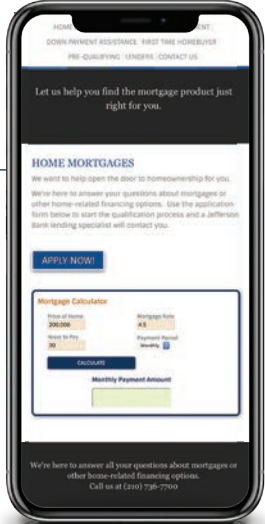 HOME
DOWN PAYMENT ASSISTANCE FIRST TIME HOMEBUYER
PRE-QUALIFYING LENDERS CONTACT US
Let us help you find the mortgage product just
right for you.
HOME MORTGAGES
We want to help open the door to homeownership for you.
We're here to answer your questions about mortgages or
other home-related financing options. Use the application
form below to start the qualification process and a Jefferson
Bank lending specialist will contact you.
APPLY NOW!
Mortgage Calculator
Price of Home Mortgage Rate
200,000 4.5
to Pay Payment Period
30 Monthly
CALCULATE
Monthly Payment Amount
We're here to answer all your questions about mortgages or
other home-related financing options.
Call us at (210) 736-7700